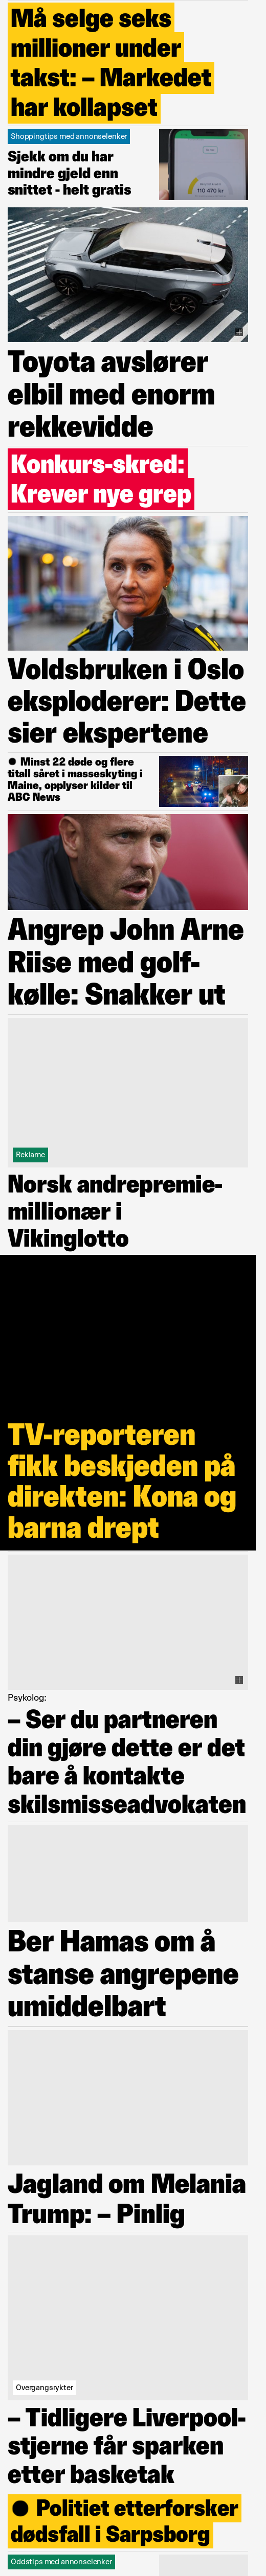 Må selge seks
millioner under
takst: – Markedet
har kollapset
Shoppingtips med annonselenker
Sjekk om du har
mindre gjeld enn
snittet - helt gratis
110 470 kr
Toyota avslører
elbil med enorm
rekkevidde
Konkurs-skred:
Krever nye grep
Voldsbruken i Oslo
eksploderer: Dette
sier ekspertene
● Minst 22 døde og flere
titall såret i masseskyting i
Maine, opplyser kilder til
ABC News
Angrep John Arne
Riise med golf-
kølle: Snakker ut
Reklame
Norsk andrepremie-
millionær i
Vikinglotto
TV-reporteren
fikk beskjeden på
direkten: Kona og
barna drept
Psykolog:
– Ser du partneren
din gjøre dette er det
bare å kontakte
skilsmisseadvokaten
Ber Hamas om å
stanse angrepene
umiddelbart
Jagland om Melania
Trump: – Pinlig
Overgangsrykter
– Tidligere Liverpool-
stjerne får sparken
etter basketak
● Politiet etterforsker
dødsfall i Sarpsborg
Oddstips med annonselenker